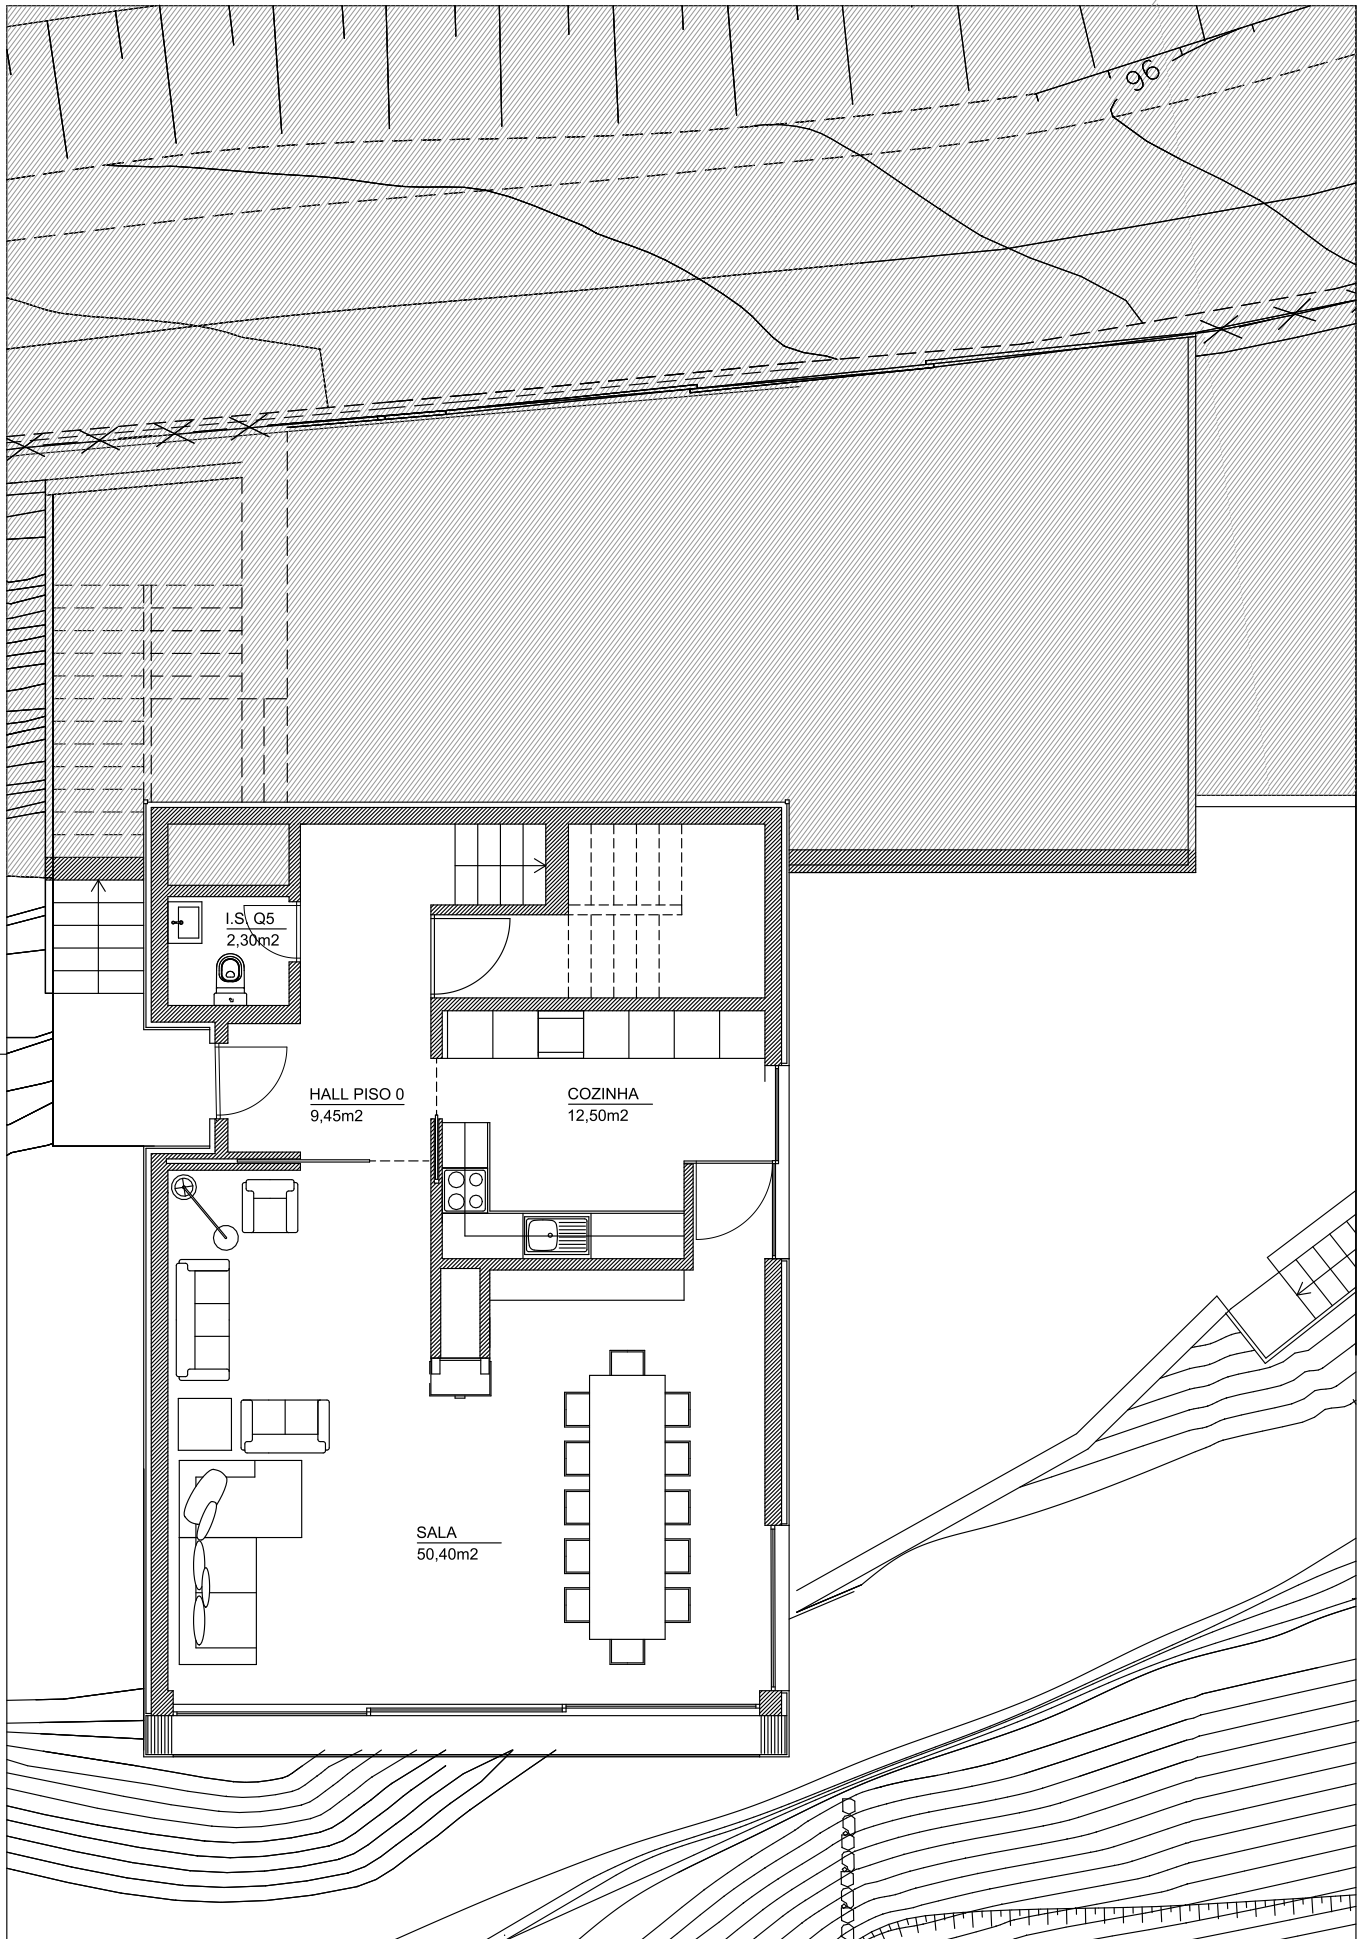 96
I.S. Q5
2,30m2
HALL PISO 0
9,45m2
COZINHA
12,50m2
SALA
50,40m2